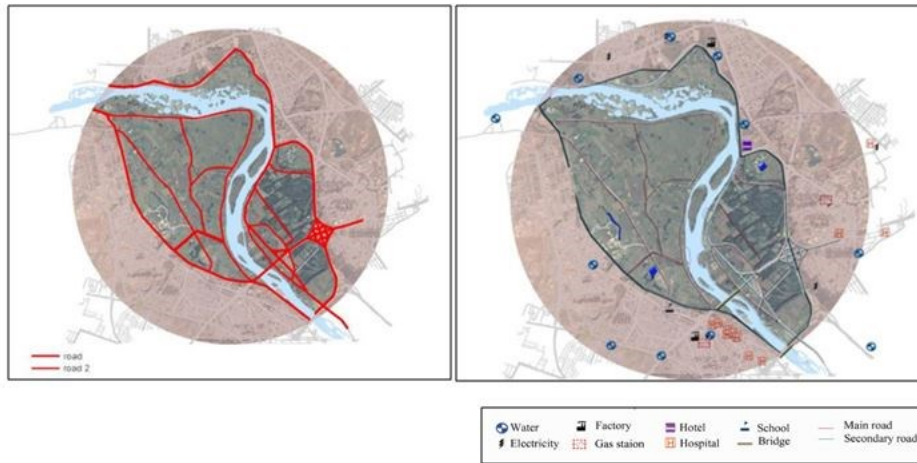 road
road 2
Water Factory Hotel School Main road
Electricity Gas staion Hospital Bridge Secondary road